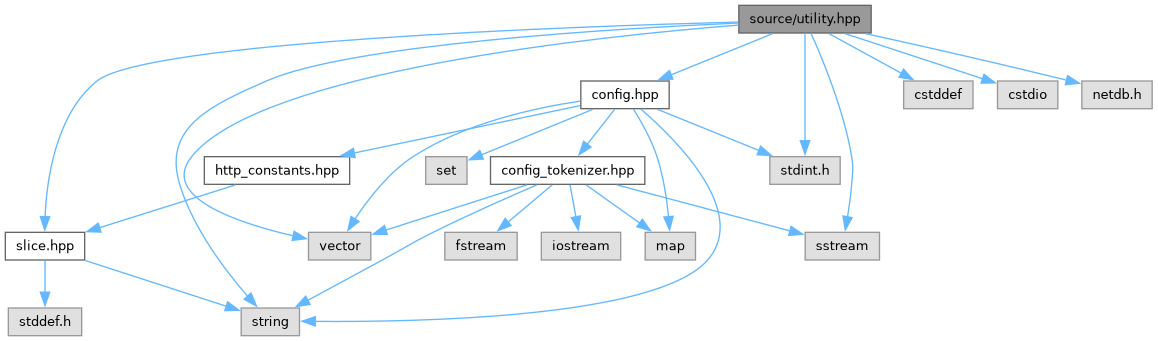 source/utility.hpp
config.hpp
cstddef
cstdio
netdb.h
http_constants.hpp
set
config_tokenizer.hpp
stdint.h
slice.hpp
vector
fstream
iostream
map
sstream
stddef.h
string